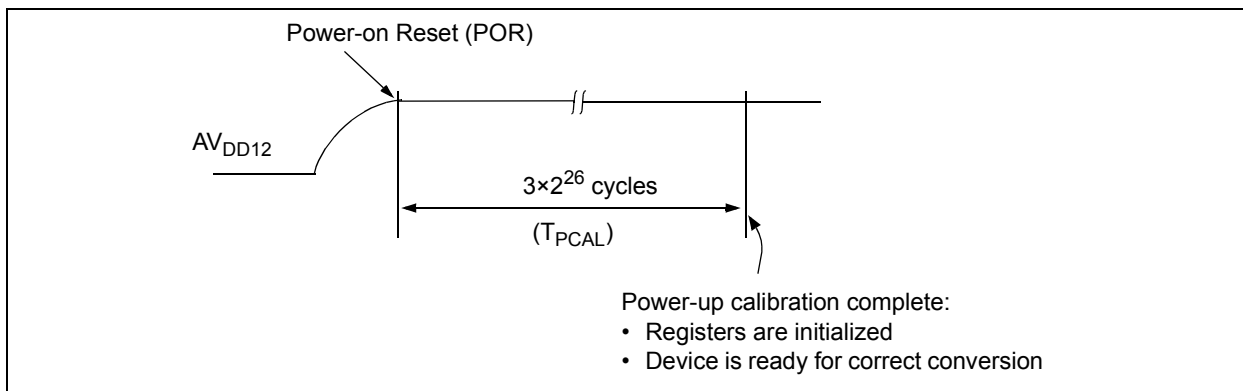 Power-on Reset (POR)
AVDD12
3×2^26 cycles
(TPCAL)
Power-up calibration complete:
• Registers are initialized
• Device is ready for correct conversion